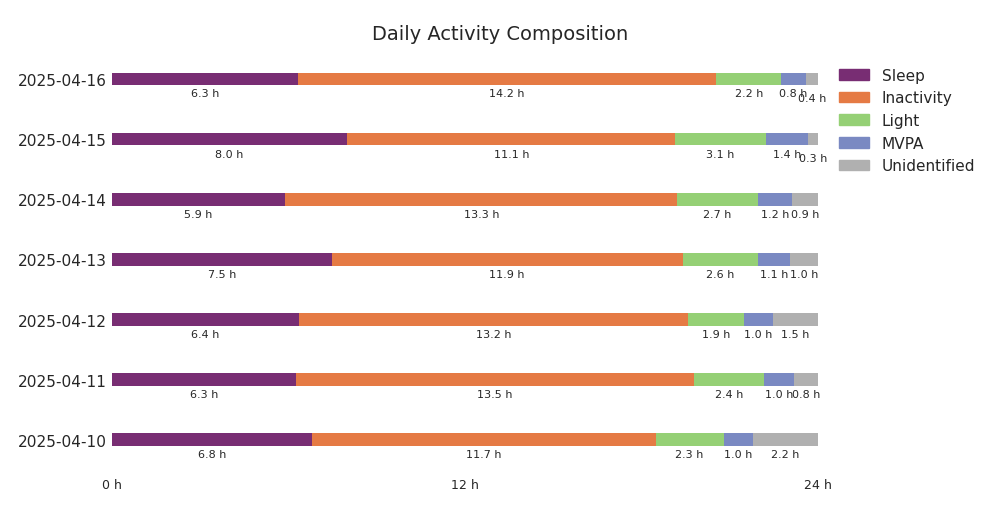 Daily Activity Composition
2025-04-16
6.3 h 14.2 h 2.2 h 0.8 h 0.4 h
2025-04-15
8.0 h 11.1 h 3.1 h 1.4 h 0.3 h
2025-04-14
5.9 h 13.3 h 2.7 h 1.2 h 0.9 h
2025-04-13
7.5 h 11.9 h 2.6 h 1.1 h 1.0 h
2025-04-12
6.4 h 13.2 h 1.9 h 1.0 h 1.5 h
2025-04-11
6.3 h 13.5 h 2.4 h 1.0 h 0.8 h
2025-04-10
6.8 h 11.7 h 2.3 h 1.0 h 2.2 h
0 h 12 h 24 h
Sleep
Inactivity
Light
MVPA
Unidentified